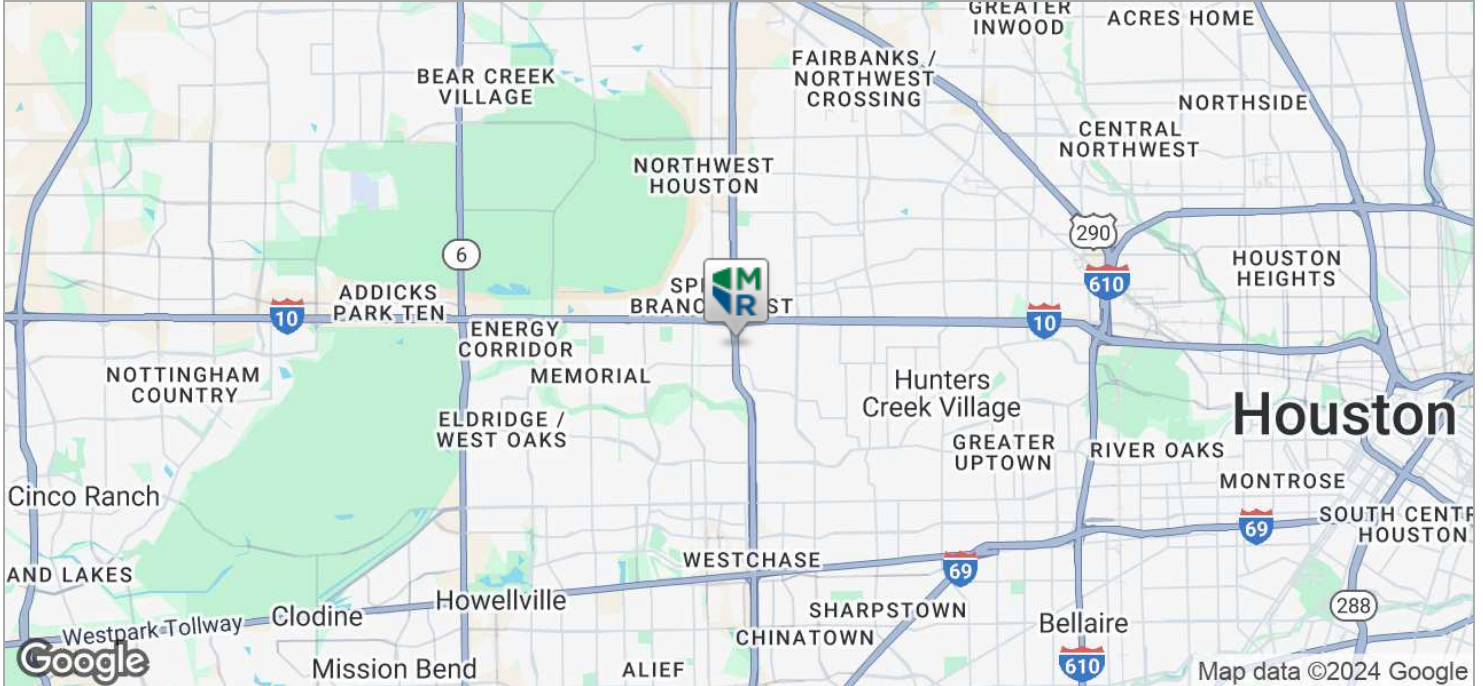 GREATER
INWOOD
ACRES HOME
FAIRBANKS /
NORTHWEST
CROSSING
BEAR CREEK
VILLAGE
NORTHSIDE
CENTRAL
NORTHWEST
NORTHWEST
HOUSTON
290
6
HOUSTON
HEIGHTS
610
M
R
ADDICKS
PARK TEN
10
10
ENERGY
CORRIDOR
MEMORIAL
NOTTINGHAM
COUNTRY
Hunters
Creek Village
ELDRIDGE /
WEST OAKS
Houston
GREATER
UPTOWN
RIVER OAKS
MONTROSE
Cinco Ranch
69
SOUTH CENTR
HOUSTON
WESTCHASE
69
AND LAKES
Howellville
Clodine
SHARPSTOWN
288
Bellaire
Westpark Tollway
CHINATOWN
Google
Mission Bend
ALIEF
610
Map data ©2024 Google